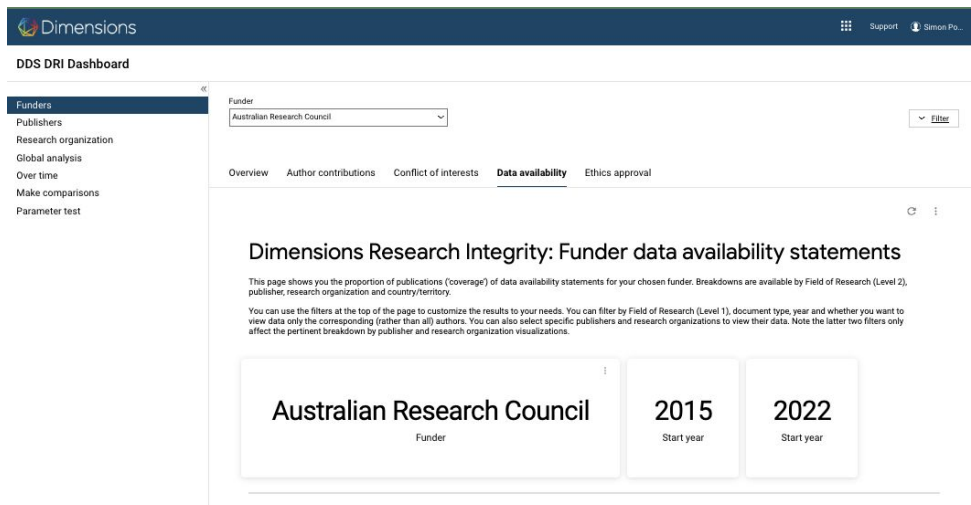 Dimensions
Support
Simon Po...
DDS DRI Dashboard
«
Funders
Publishers
Research organization
Global analysis
Over time
Make comparisons
Parameter test
Funder
Australian Research Council
Filter
Overview Author contributions Conflict of interests Data availability Ethics approval
Dimensions Research Integrity: Funder data availability statements
This page shows you the proportion of publications ('coverage') of data availability statements for your chosen funder. Breakdowns are available by Field of Research (Level 2),
publisher, research organization and country/territory.
You can use the filters at the top of the page to customize the results to your needs. You can filter by Field of Research (Level 1), document type, year and whether you want to
view data only the corresponding (rather than all) authors. You can also select specific publishers and research organizations to view their data. Note the latter two filters only
affect the pertinent breakdown by publisher and research organization visualizations.
Australian Research Council
Funder
2015
Start year
2022
Start year